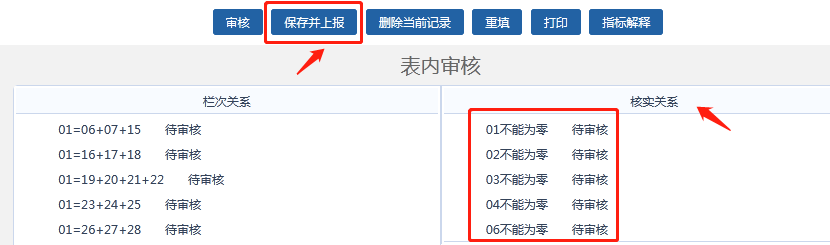 审核 保存并上报 删除当前记录 重填 打印 指标解释
表内审核
栏次关系 核实关系
01=06+07+15 待审核 01不能为零 待审核
01=16+17+18 待审核 02不能为零 待审核
01=19+20+21+22 待审核 03不能为零 待审核
01=23+24+25 待审核 04不能为零 待审核
01=26+27+28 待审核 06不能为零 待审核